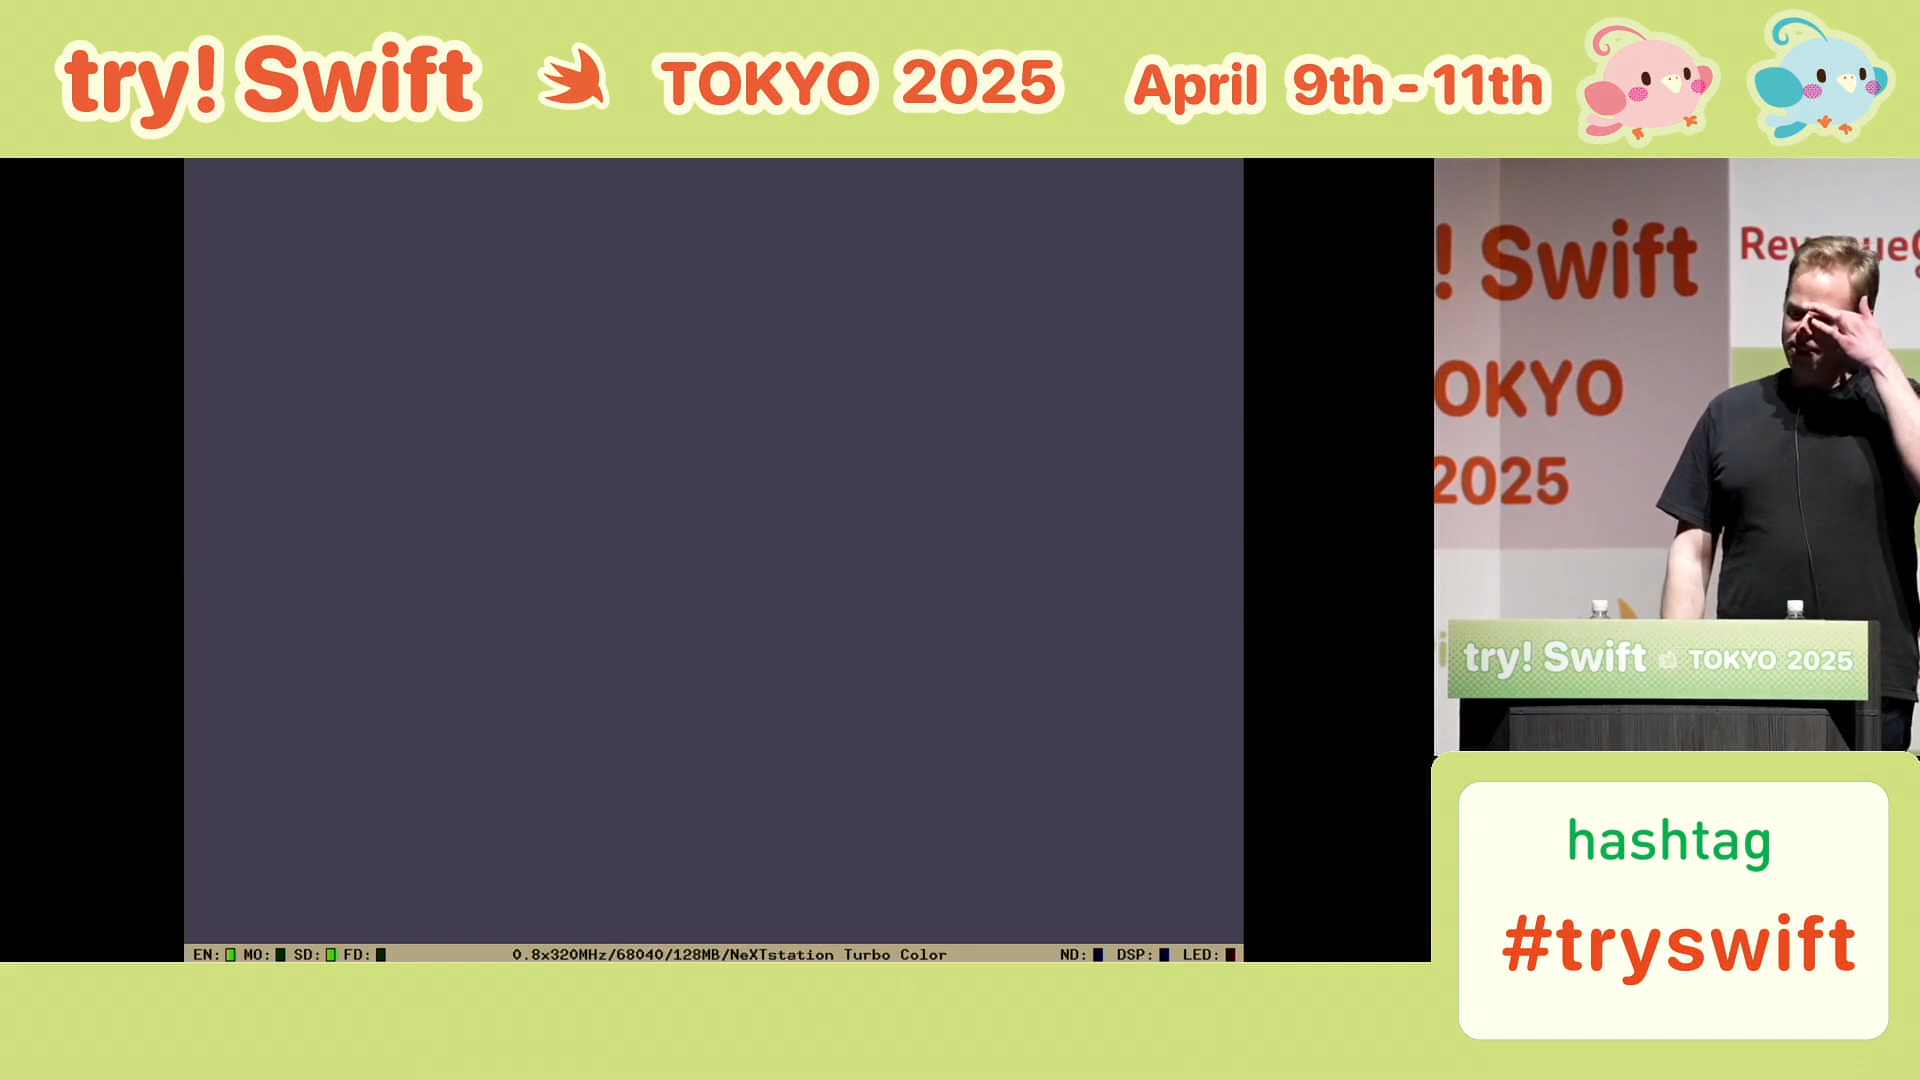 try! Swift TOKYO 2025 April 9th-11th
! Swift
OKYO
2025
try! Swift TOKYO 2025
EN: MO: SD: FD: 0.8x320MHz/68040/128MB/NeXTstation Turbo Color ND: DSP: LED:
hashtag
#tryswift